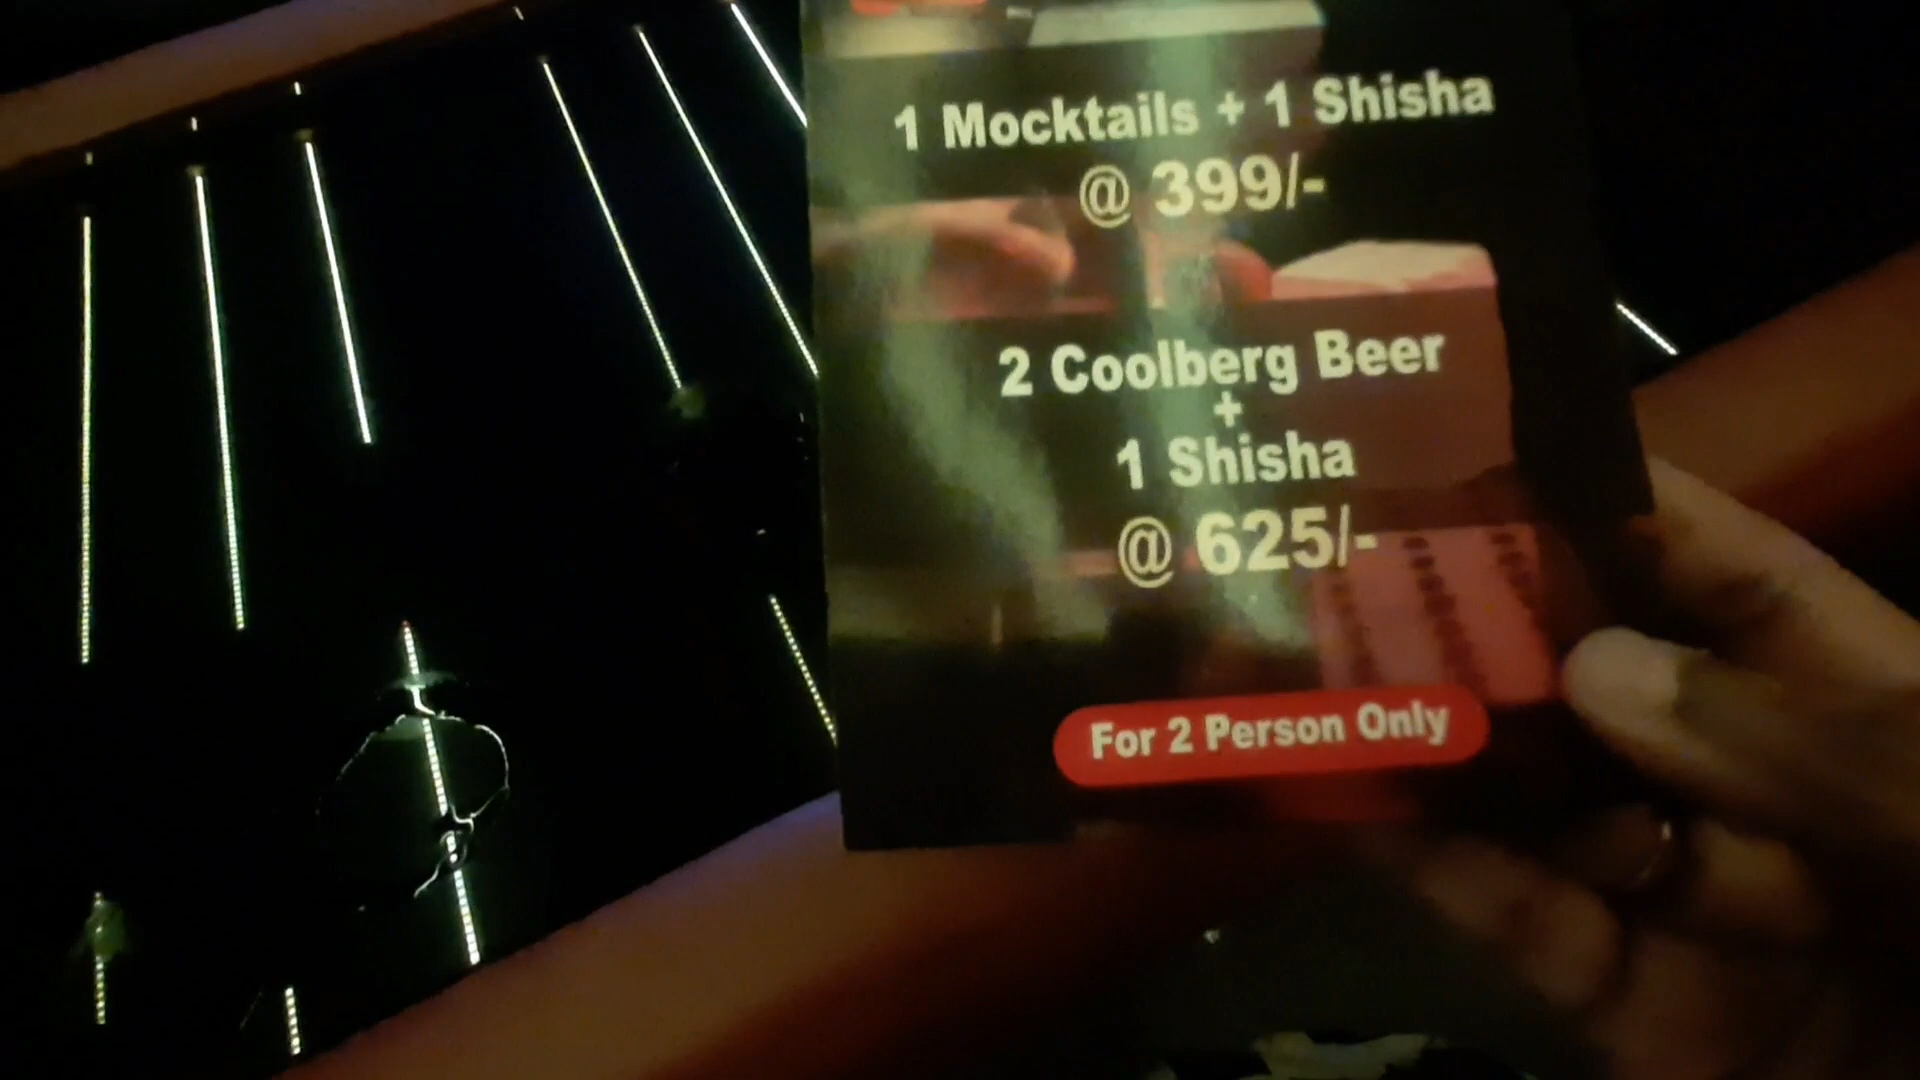 1 Mocktails + 1 Shisha
@ 399/-
2 Coolberg Beer
+
1 Shisha
@ 625/-
For 2 Person Only